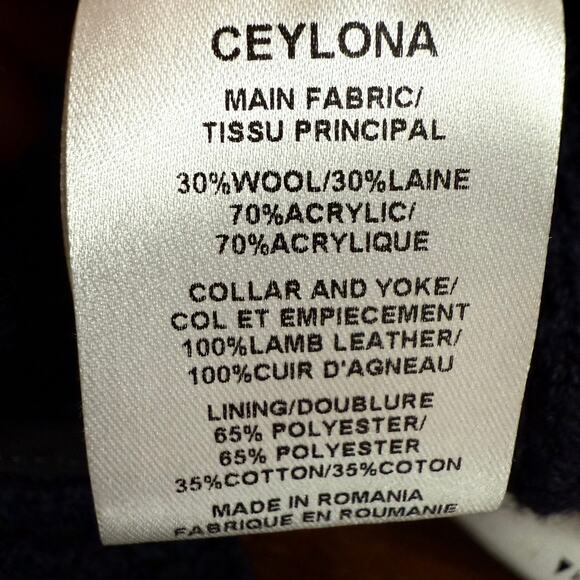 CEYLONA
MAIN FABRIC/
TISSU PRINCIPAL
30%WOOL/30%LAINE
70%ACRYLIC/
70%ACRYLIQUE
COLLAR AND YOKE/
COL ET EMPIECEMENT
100%LAMB LEATHER/
100%CUIR D'AGNEAU
LINING/DOUBLURE
65% POLYESTER/
65% POLYESTER
35%COTTON/35%COTON
MADE IN ROMANIA
FABRIQUE EN ROUMANIE